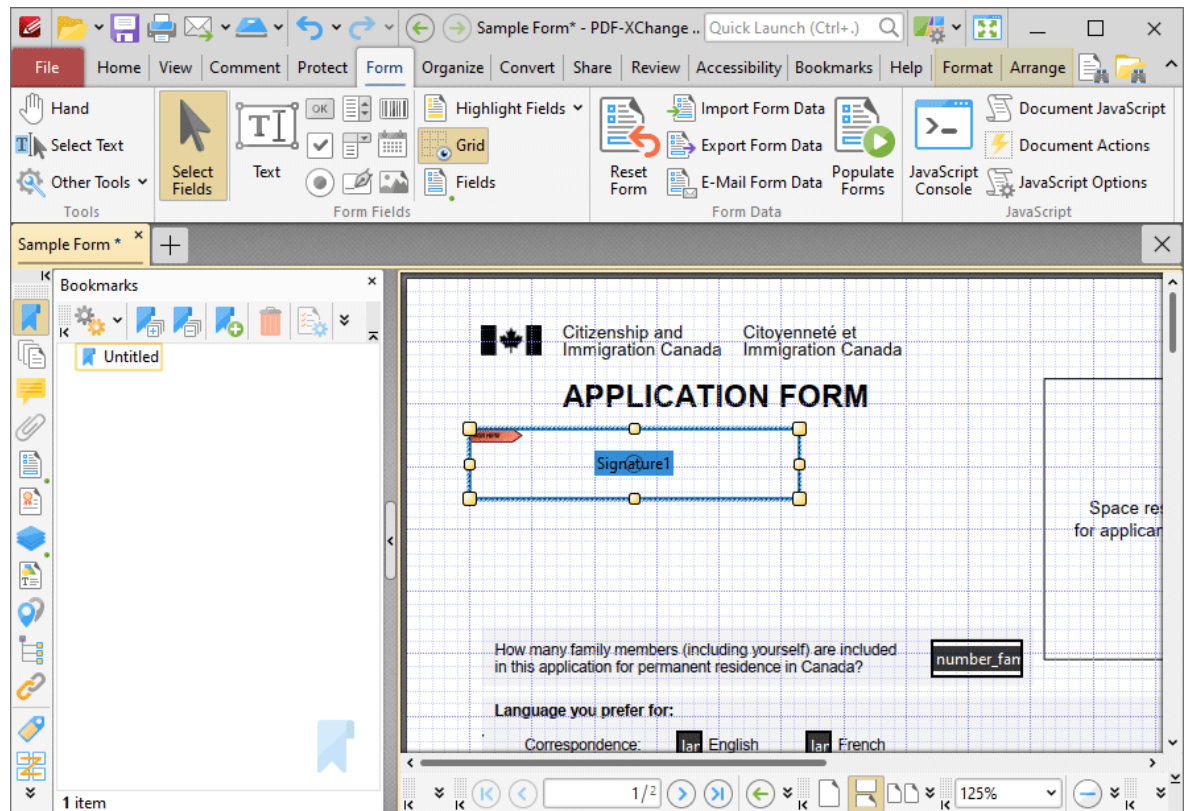 Sample Form* - PDF-XChange ..
Quick Launch (Ctrl+.)
File Home View Comment Protect Form Organize Convert Share Review Accessibility Bookmarks Help Format Arrange
Hand
Select Text
Other Tools
Tools
Select Fields
Text
OK
Highlight Fields
Grid
Fields
Form Fields
Reset Form
Import Form Data
Export Form Data
E-Mail Form Data
Populate Forms
Form Data
JavaScript Console
Document JavaScript
Document Actions
JavaScript Options
JavaScript
Sample Form *
Bookmarks
Untitled
1 item
Citizenship and
Immigration Canada
Citoyenneté et
Immigration Canada
APPLICATION FORM
Signature1
Space res
for applican
How many family members (including yourself) are included
in this application for permanent residence in Canada?
number_fam
Language you prefer for:
Correspondence: lan English lan French
1/2
125%